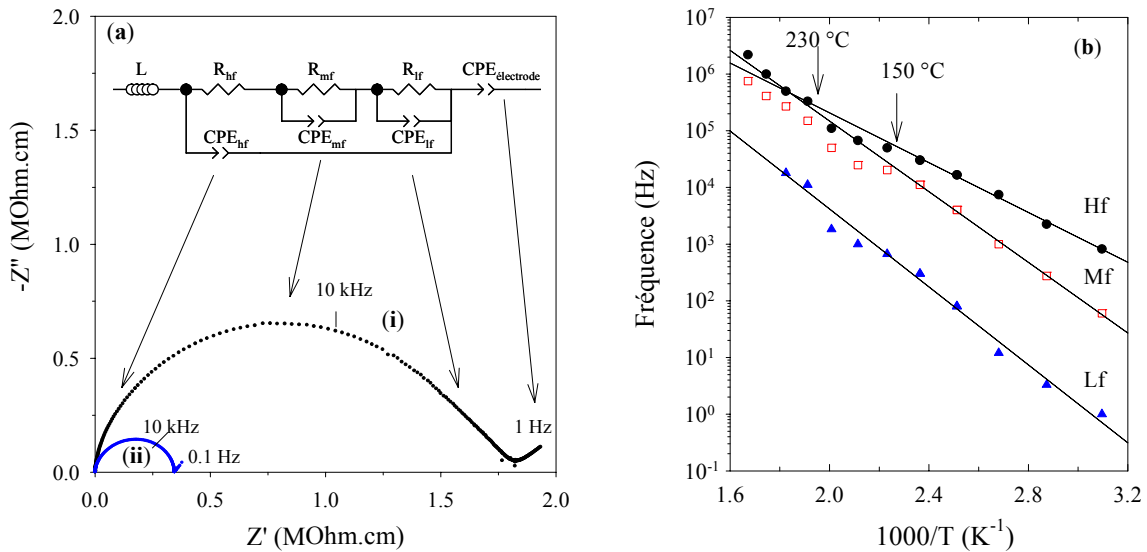 (a)
L
R_hf
R_mf
R_lf
CPE_électrode
CPE_hf
CPE_mf
CPE_lf
-Z'' (MOhm.cm)
2.0
1.5
1.0
0.5
0.0
10 kHz
(i)
10 kHz
(ii)
0.1 Hz
1 Hz
0.0 0.5 1.0 1.5 2.0
Z' (MOhm.cm)
(b)
230 °C
150 °C
Fréquence (Hz)
10^7
10^6
10^5
10^4
10^3
10^2
10^1
10^0
10^-1
Hf
Mf
Lf
1.6 2.0 2.4 2.8 3.2
1000/T (K^-1)